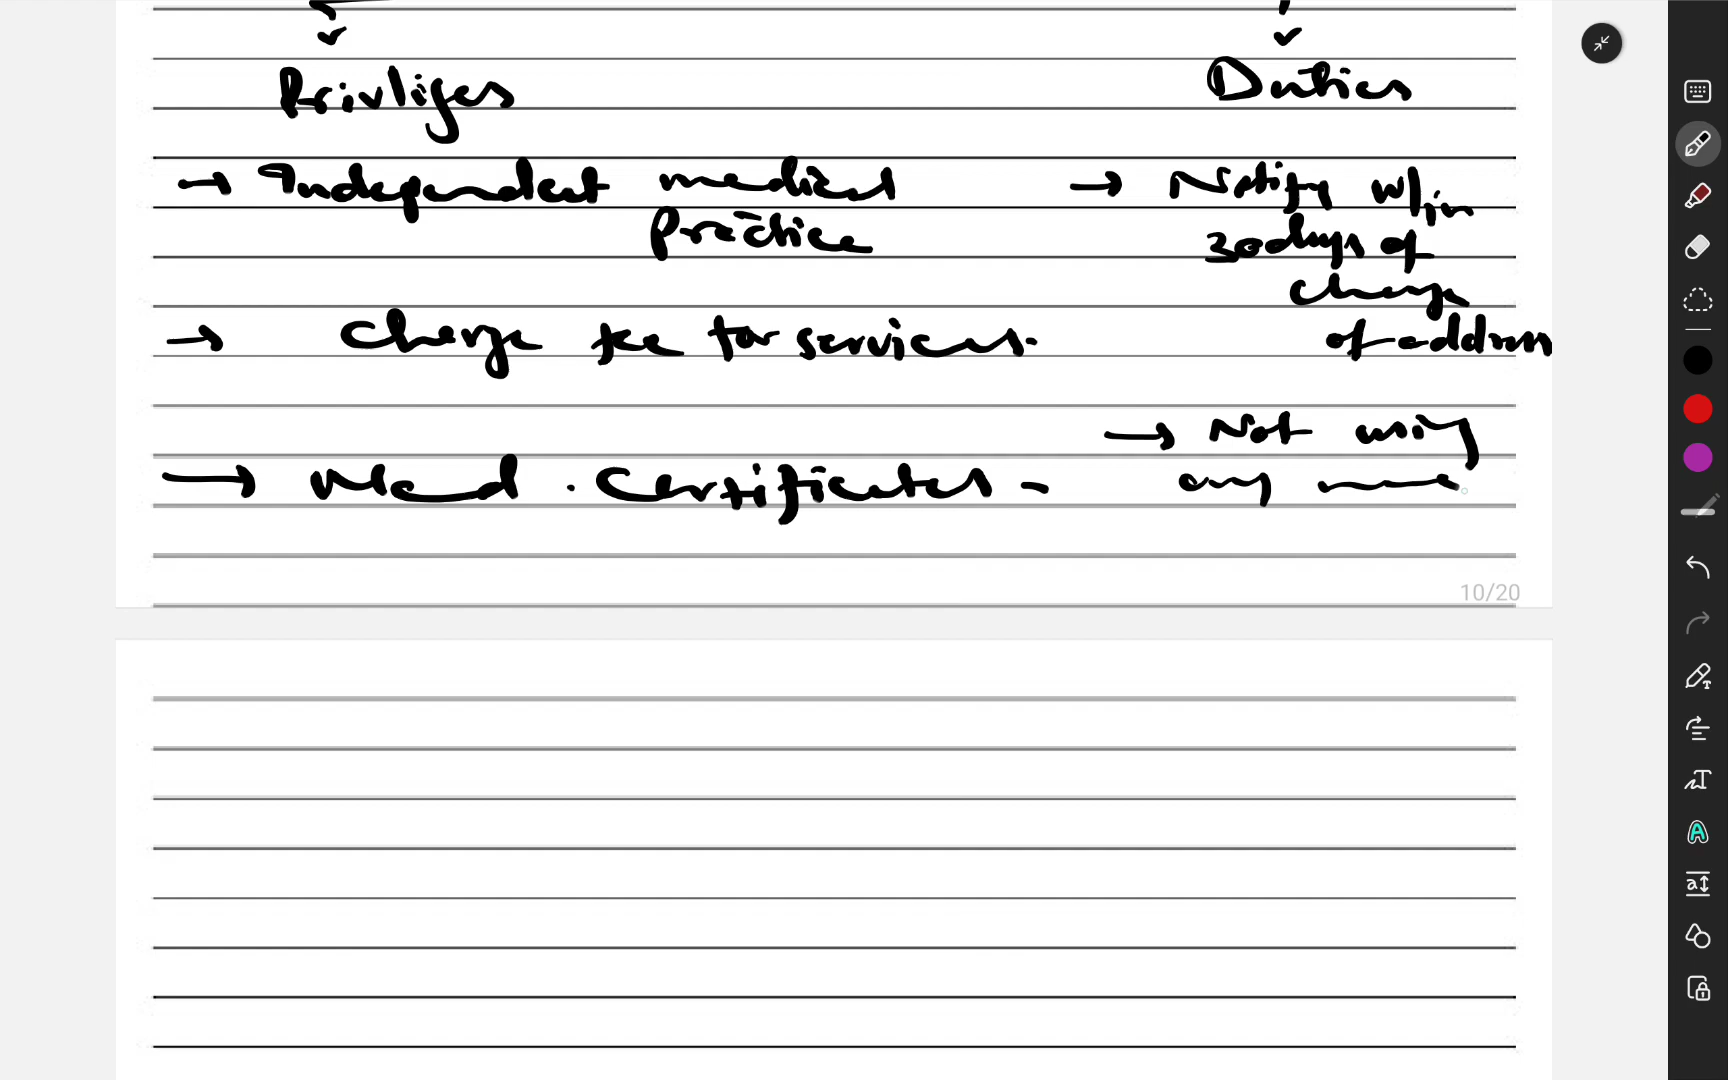 Privliges
Duties
→ Independent medical
practice
→ Notify w/in
30 days of
change
of address
→ Charge fee for services.
→ Not using
any
→ Med. Certificates -
10/20